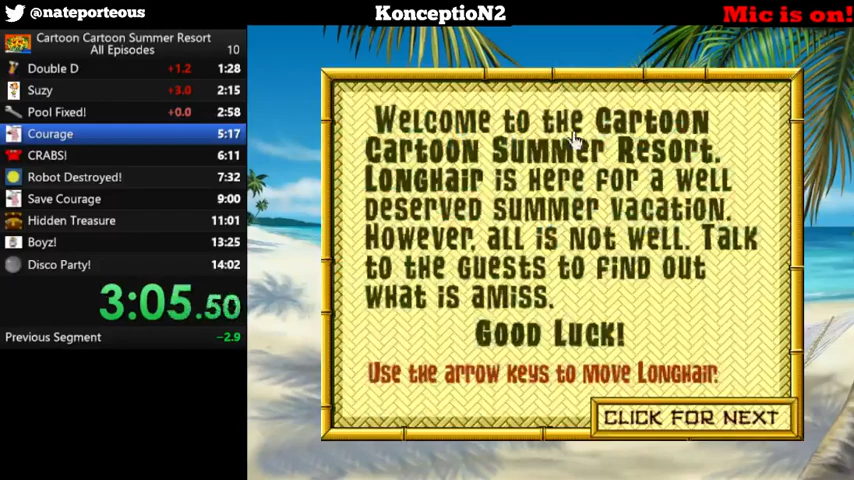 @nateporteous
KonceptioN2
Mic is on!
Cartoon Cartoon Summer Resort
All Episodes 10
Double D +1.2 1:28
Suzy +3.0 2:15
Pool Fixed! +0.0 2:58
Courage 5:17
CRABS! 6:11
Robot Destroyed! 7:32
Save Courage 9:00
Hidden Treasure 11:01
Boyz! 13:25
Disco Party! 14:02
3:05.50
Previous Segment -2.9
Welcome to the Cartoon
Cartoon Summer Resort.
Longhair is here for a well
deserved summer vacation.
However, all is not well. Talk
to the guests to find out
what is amiss.
Good Luck!
Use the arrow keys to move Longhair.
CLICK FOR NEXT